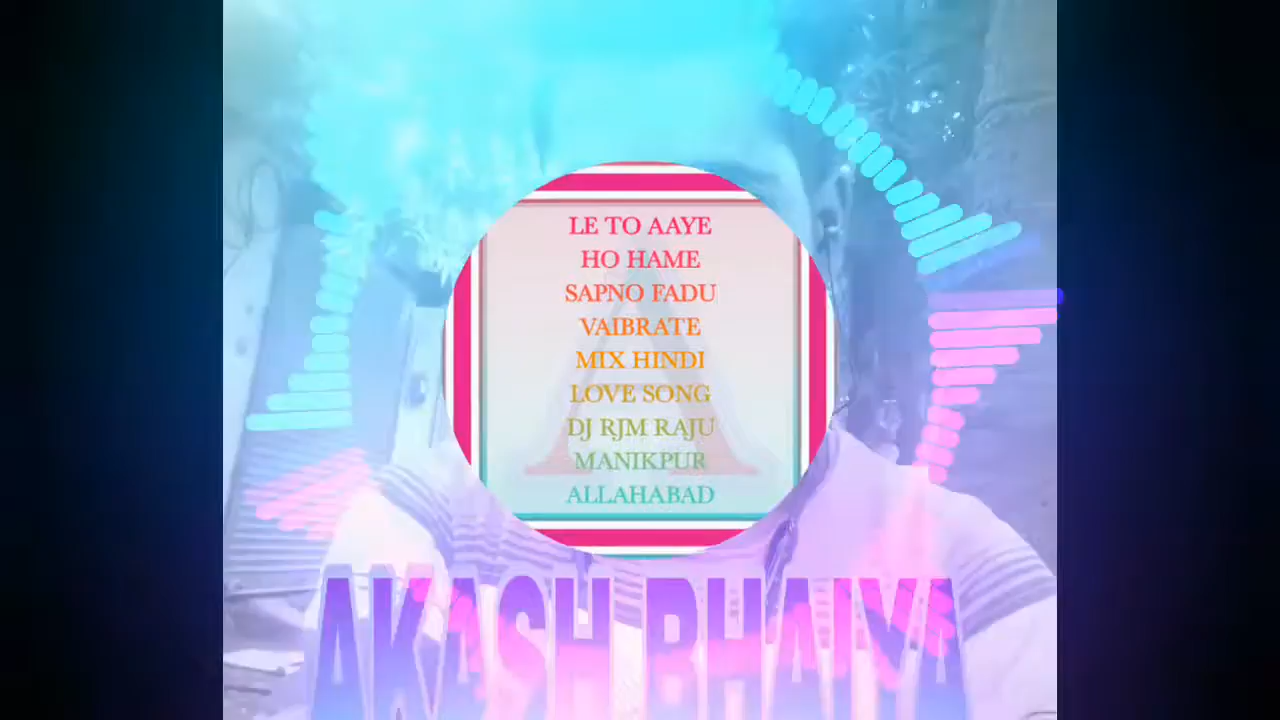 LE TO AAYE
HO HAME
SAPNO FADU
VAIBRATE
MIX HINDI
LOVE SONG
DJ RJM RAJU
MANIKPUR
ALLAHABAD
AKASH BHAIYA